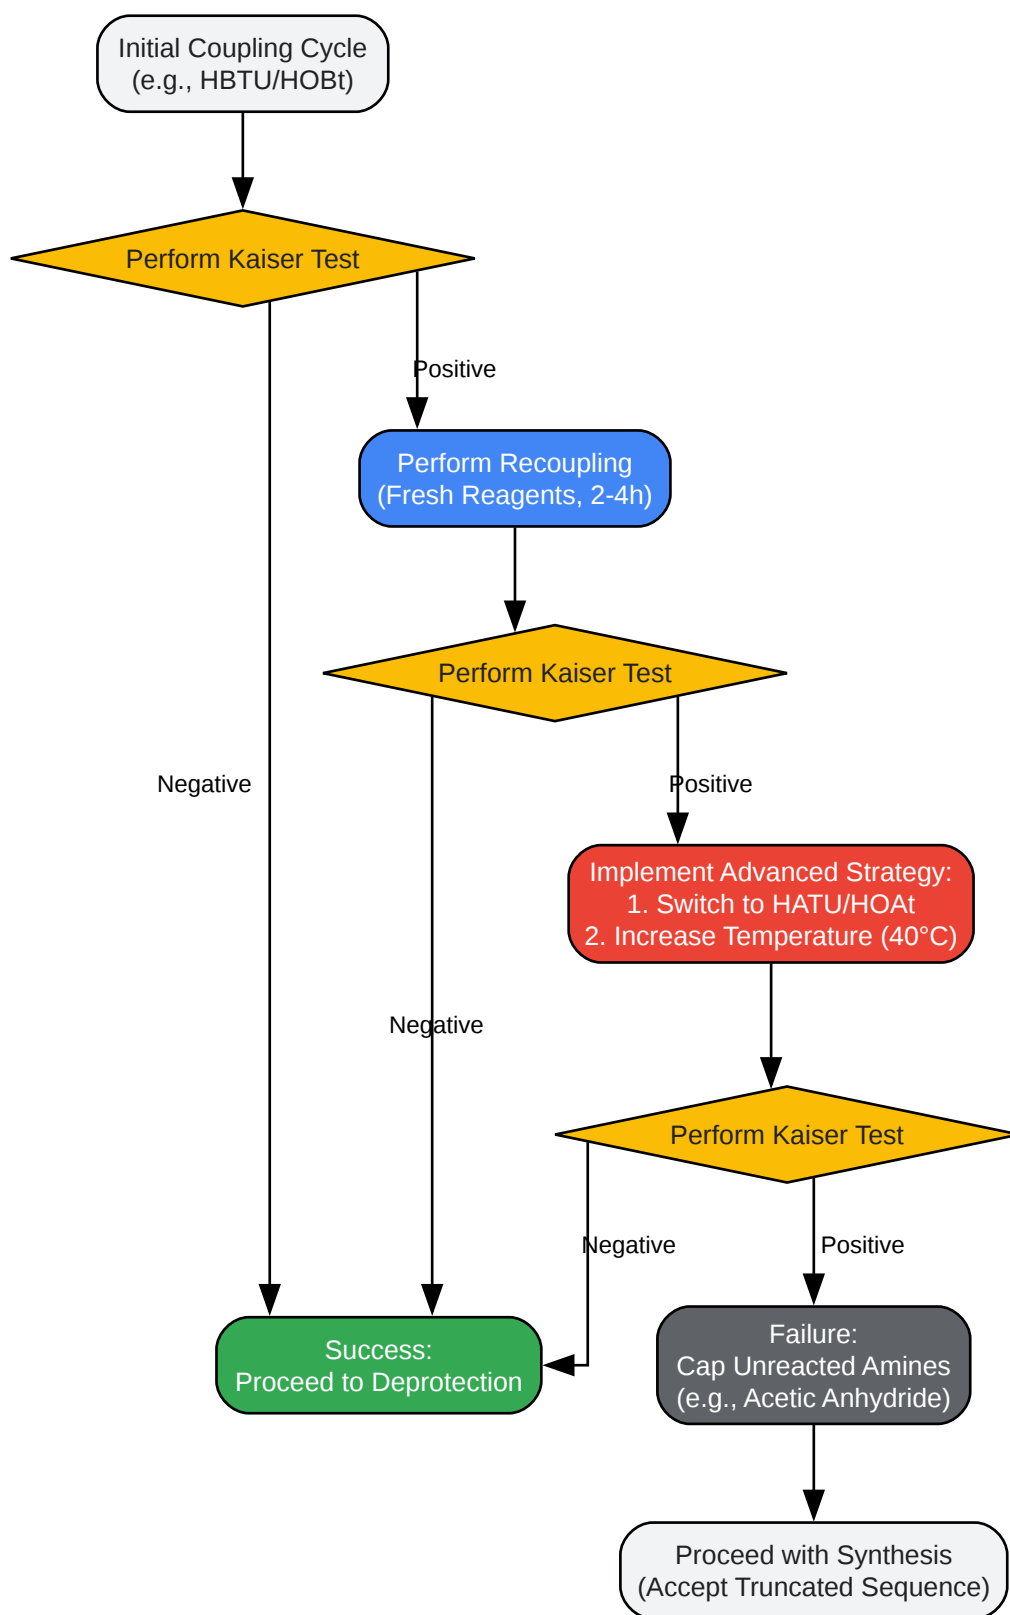 Initial Coupling Cycle
(e.g., HBTU/HOBt)
Perform Kaiser Test
Positive
Perform Recoupling
(Fresh Reagents, 2-4h)
Perform Kaiser Test
Negative
Positive
Implement Advanced Strategy:
1. Switch to HATU/HOAt
2. Increase Temperature (40°C)
Negative
Perform Kaiser Test
Negative
Positive
Success:
Proceed to Deprotection
Failure:
Cap Unreacted Amines
(e.g., Acetic Anhydride)
Proceed with Synthesis
(Accept Truncated Sequence)